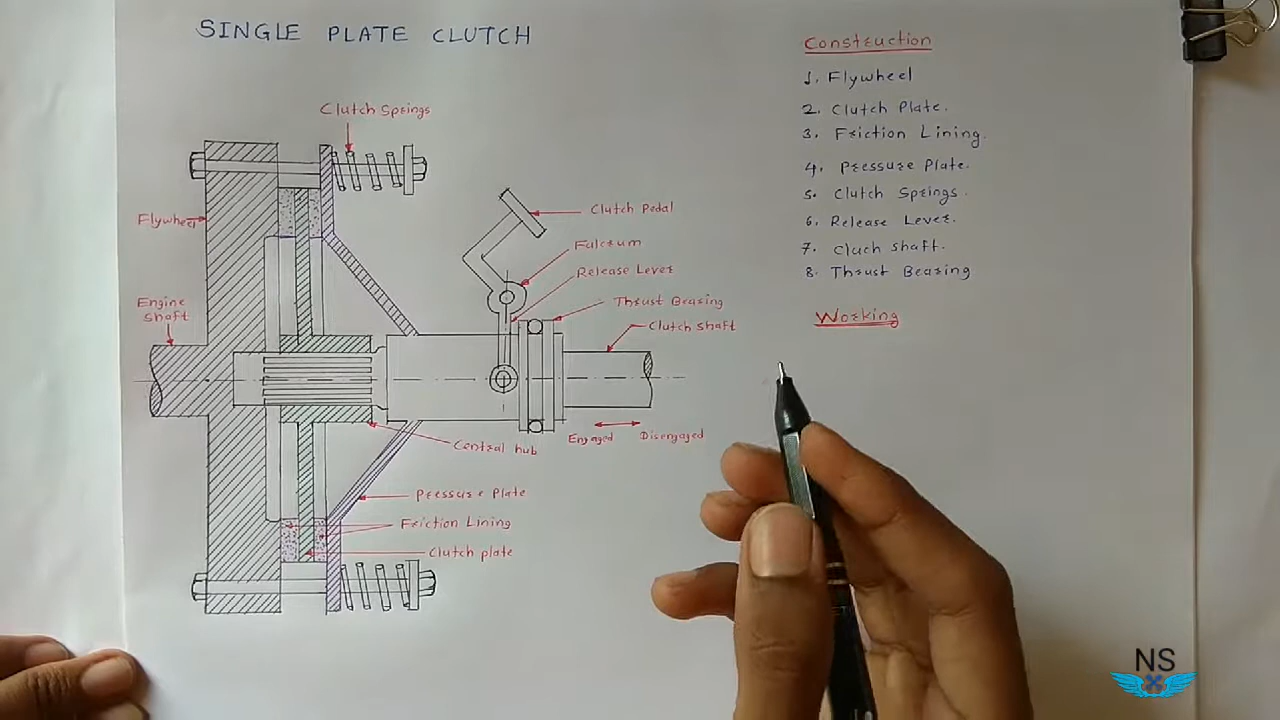 SINGLE PLATE CLUTCH
Clutch Springs
Flywheel
Engine
shaft
Clutch Pedal
Fulcrum
Release Lever
Thrust Bearing
Clutch shaft
Engaged
Disengaged
Central hub
Pressure Plate
Friction Lining
Clutch plate
Construction
1. Flywheel
2. Clutch Plate.
3. Friction Lining.
4. Pressure Plate.
5. Clutch Springs.
6. Release Lever.
7. Cluch shaft.
8. Thrust Bearing
Working
NS